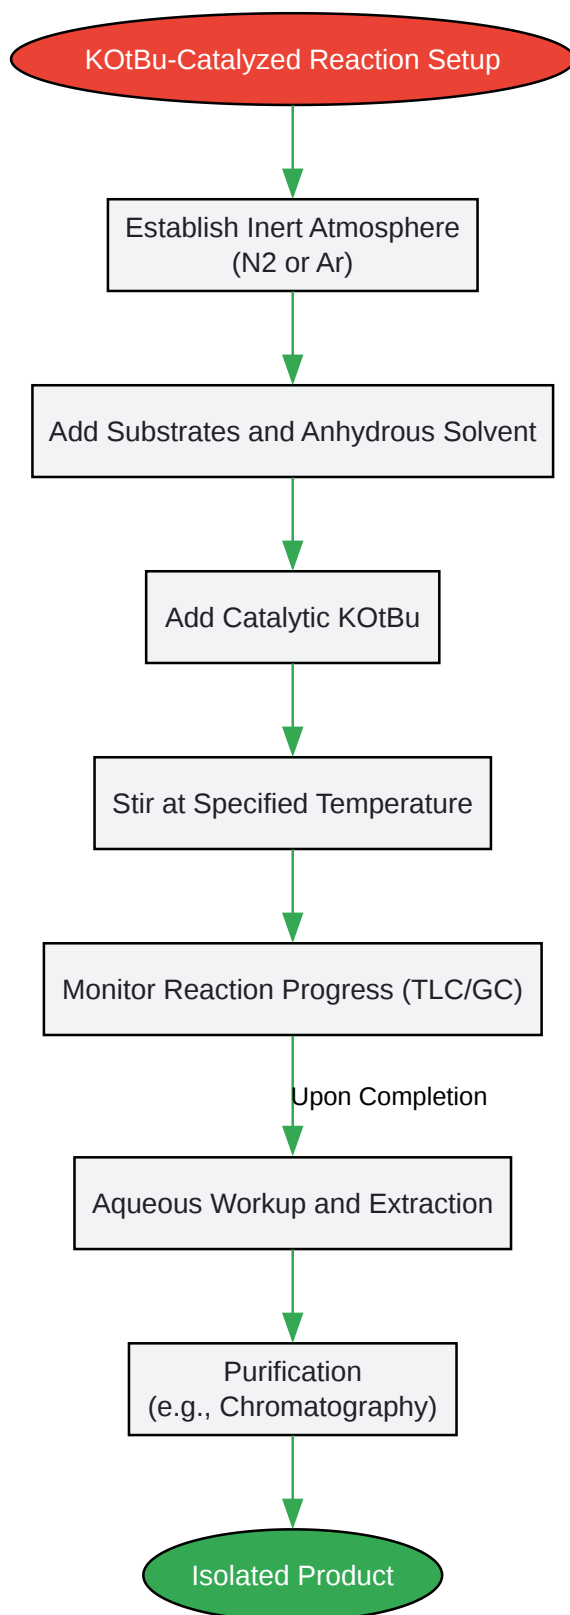 KOtBu-Catalyzed Reaction Setup
Establish Inert Atmosphere
(N2 or Ar)
Add Substrates and Anhydrous Solvent
Add Catalytic KOtBu
Stir at Specified Temperature
Monitor Reaction Progress (TLC/GC)
Upon Completion
Aqueous Workup and Extraction
Purification
(e.g., Chromatography)
Isolated Product